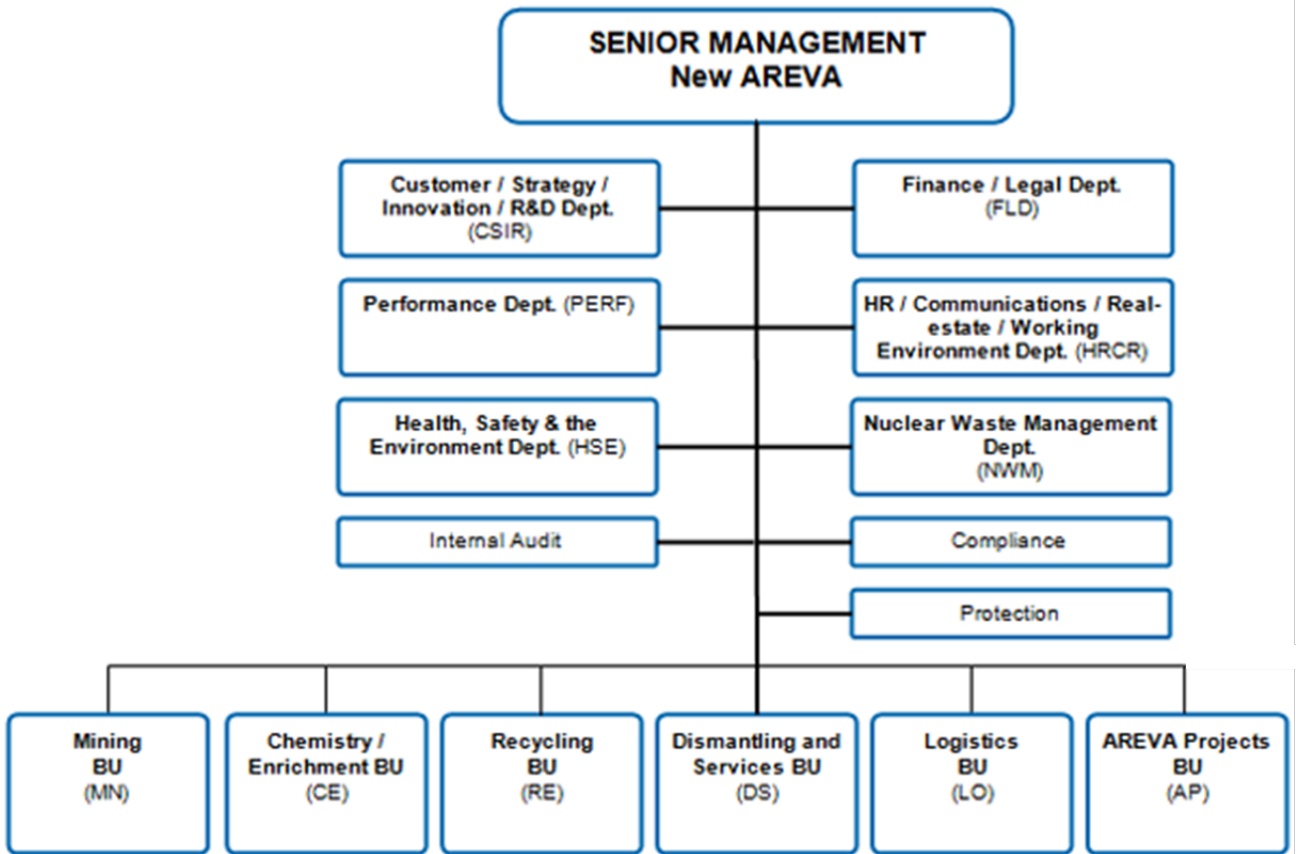 SENIOR MANAGEMENT
New AREVA
Customer / Strategy /
Innovation / R&D Dept.
(CSIR)
Finance / Legal Dept.
(FLD)
Performance Dept. (PERF)
HR / Communications / Real-
estate / Working
Environment Dept. (HRCR)
Health, Safety & the
Environment Dept. (HSE)
Nuclear Waste Management
Dept.
(NWM)
Internal Audit
Compliance
Protection
Mining
BU
(MN)
Chemistry /
Enrichment BU
(CE)
Recycling
BU
(RE)
Dismantling and
Services BU
(DS)
Logistics
BU
(LO)
AREVA Projects
BU
(AP)